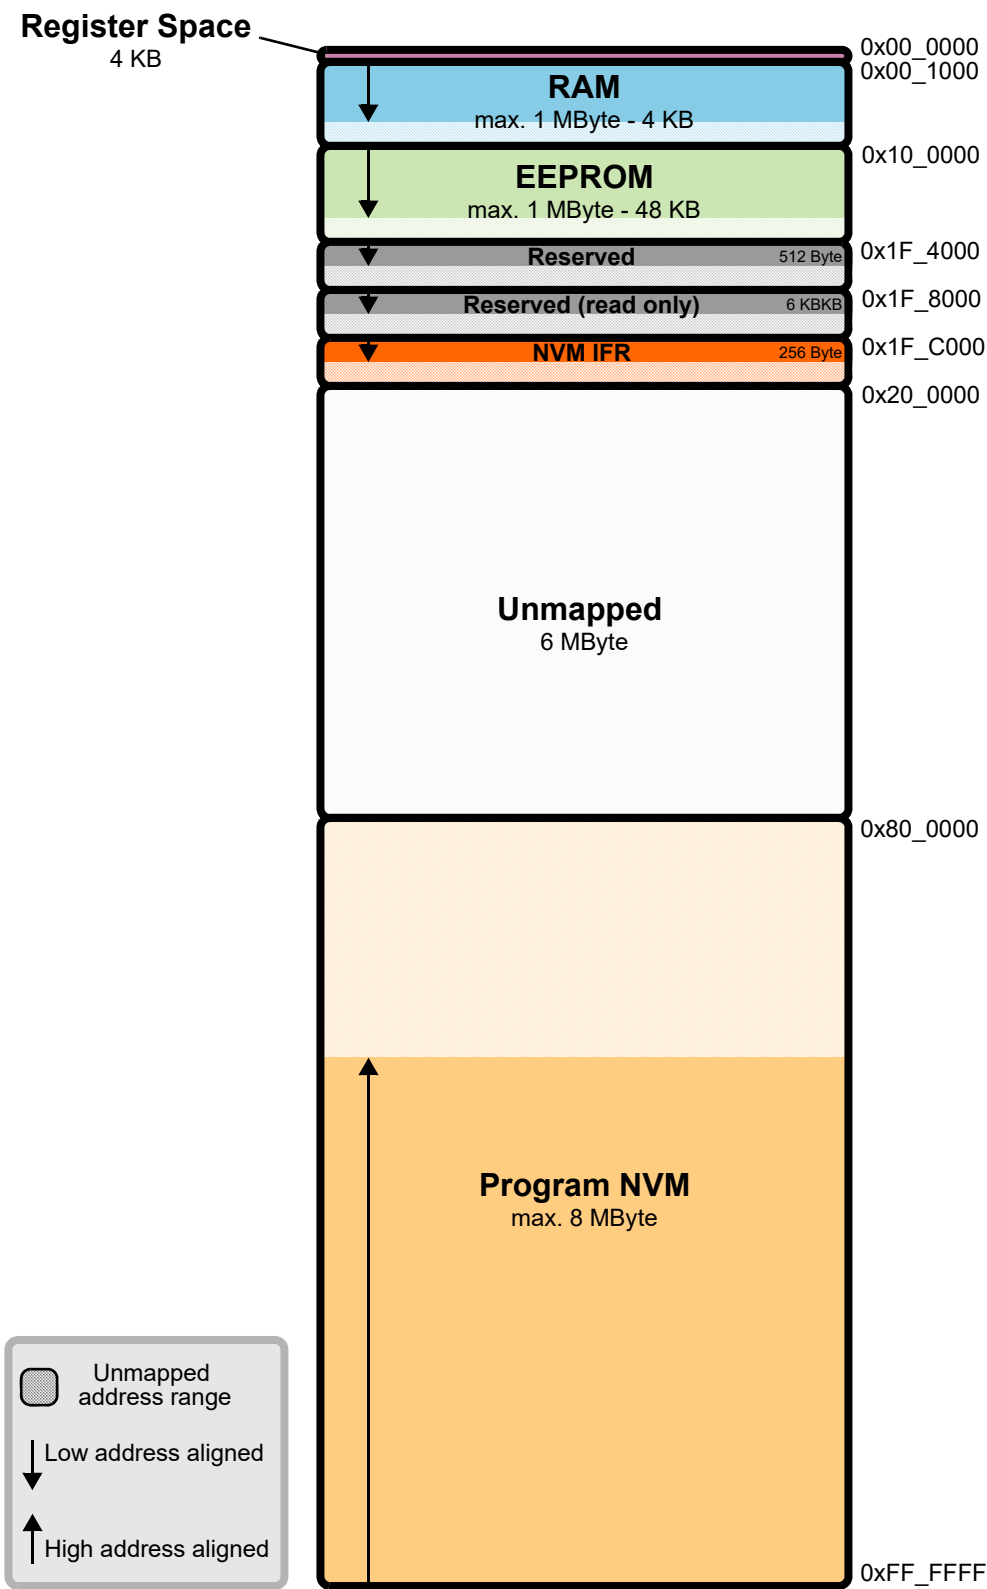 Register Space
4 KB
0x00_0000
0x00_1000
RAM
max. 1 MByte - 4 KB
0x10_0000
EEPROM
max. 1 MByte - 48 KB
0x1F_4000
Reserved
512 Byte
0x1F_8000
Reserved (read only)
6 KBKB
0x1F_C000
NVM IFR
256 Byte
0x20_0000
Unmapped
6 MByte
0x80_0000
Program NVM
max. 8 MByte
0xFF_FFFF
Unmapped
address range
Low address aligned
High address aligned